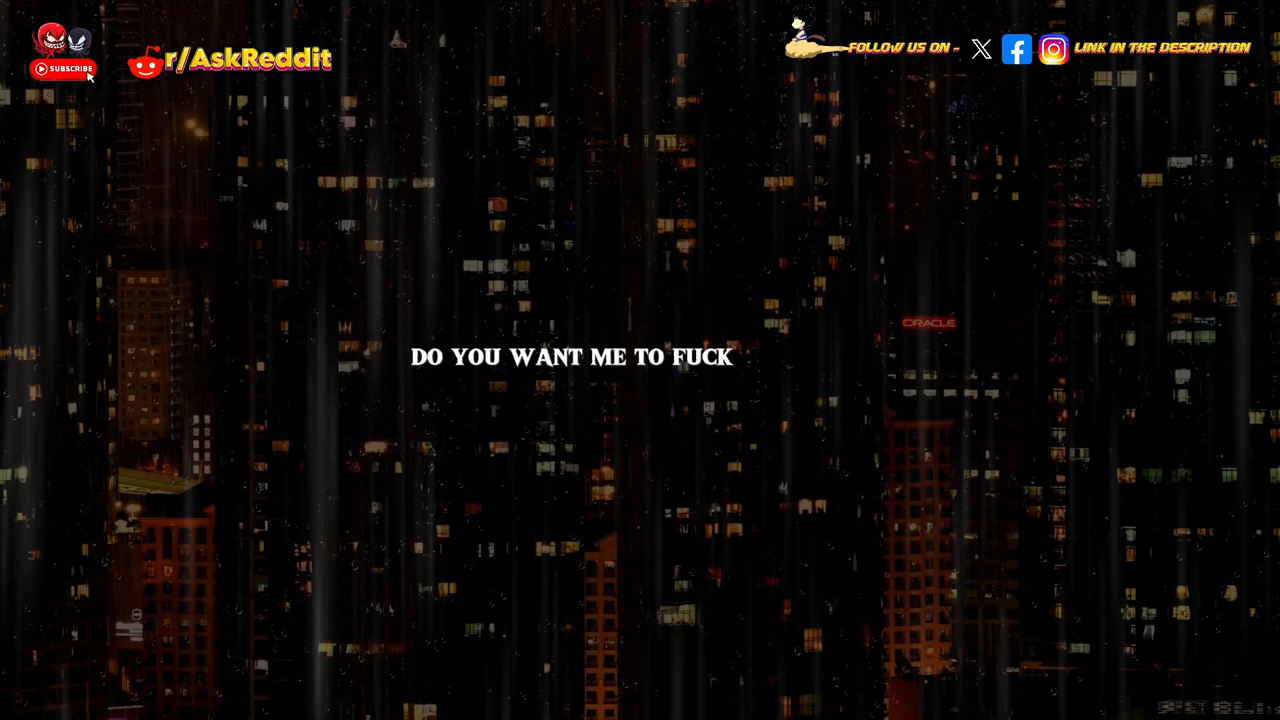 SUBSCRIBE
r/AskReddit
FOLLOW US ON -
LINK IN THE DESCRIPTION
ORACLE
DO YOU WANT ME TO FUCK